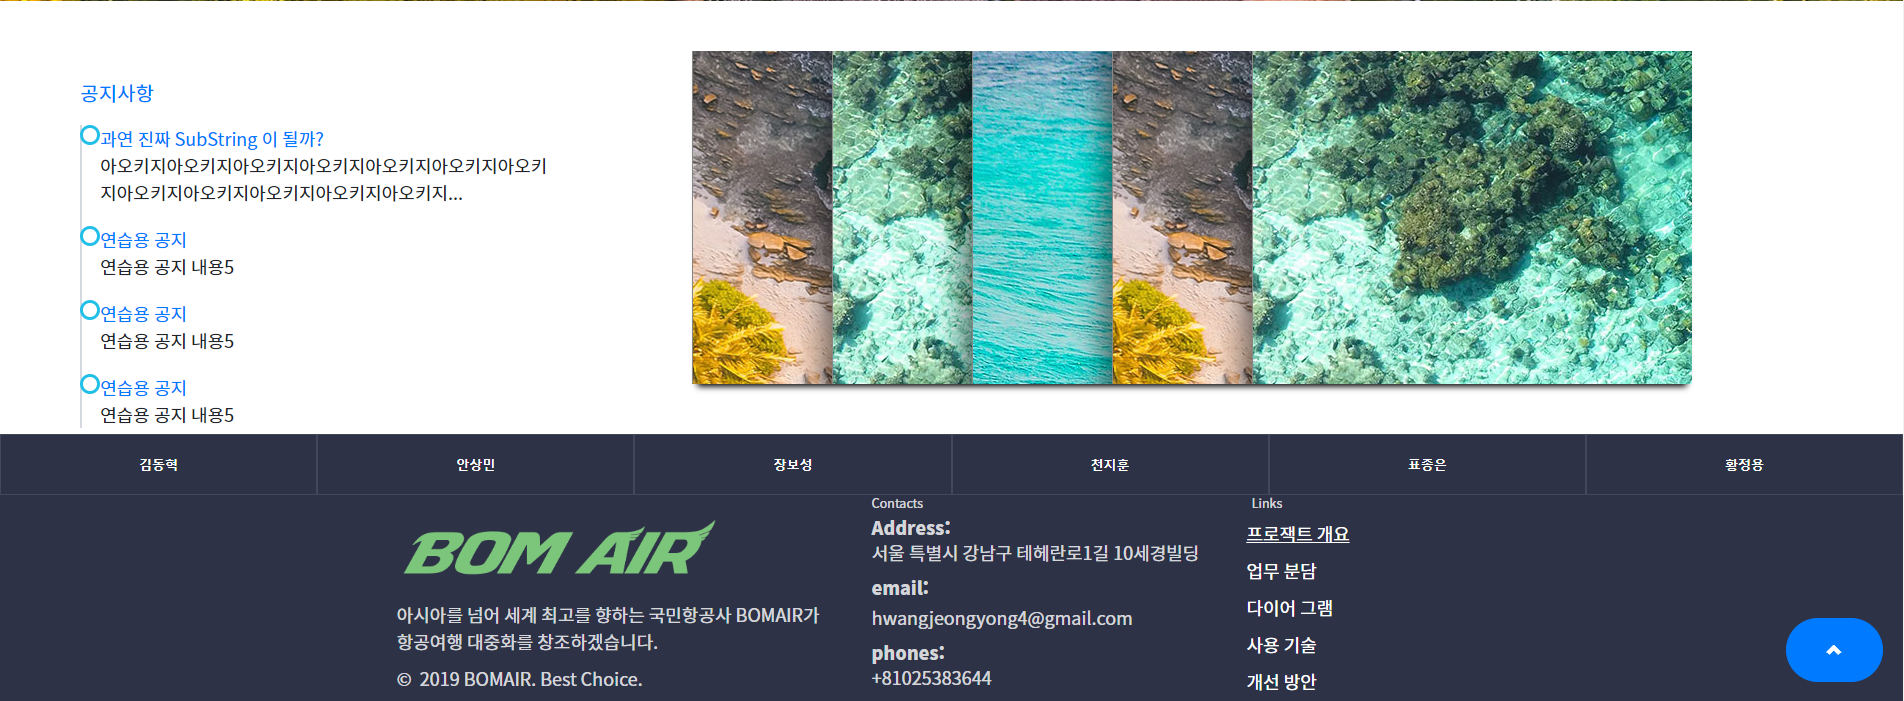 공지사항
과연 진짜 SubString 이 될까?
아오키지아오키지아오키지아오키지아오키지아오키지아오키
지아오키지아오키지아오키지아오키지아오키지...
연습용 공지
연습용 공지 내용5
연습용 공지
연습용 공지 내용5
연습용 공지
연습용 공지 내용5
김동혁
안상민
장보성
천지훈
표종은
황정용
BOM AIR
아시아를 넘어 세계 최고를 향하는 국민항공사 BOMAIR가
항공여행 대중화를 창조하겠습니다.
© 2019 BOMAIR. Best Choice.
Contacts
Address:
서울 특별시 강남구 테헤란로1길 10세경빌딩
email:
hwangjeongyong4@gmail.com
phones:
+81025383644
Links
프로잭트 개요
업무 분담
다이어 그램
사용 기술
개선 방안